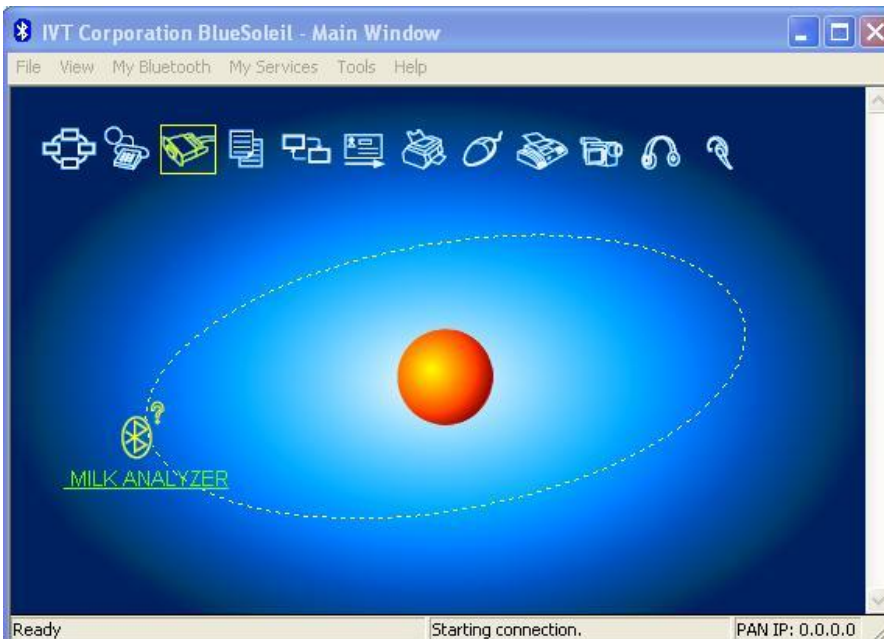 IVT Corporation BlueSoleil - Main Window
File View My Bluetooth My Services Tools Help
?
MILK ANALYZER
Ready Starting connection. PAN IP: 0.0.0.0